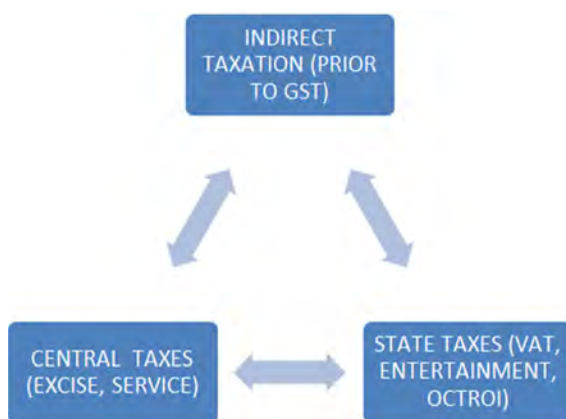 INDIRECT
TAXATION (PRIOR
TO GST)
CENTRAL TAXES
(EXCISE, SERVICE)
STATE TAXES (VAT,
ENTERTAINMENT,
OCTROI)